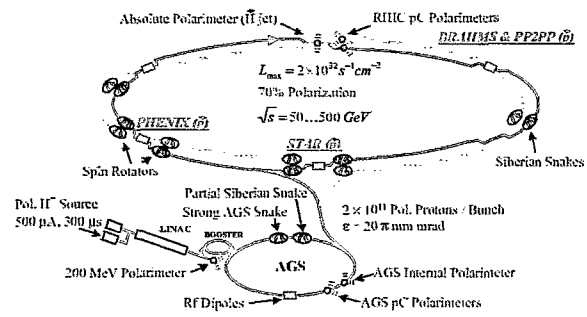 Absolute Polarimeter (H⃗ jet)
RHIC pC Polarimeters
BRAHMS & PP2PP (p⃗)
L_max = 2×10^32 s^-1 cm^-2
70% Polarization
√s = 50...500 GeV
PHENIX (p⃗)
STAR (p⃗)
Siberian Snakes
Spin Rotators
Partial Siberian Snake
Strong AGS Snake
Pol. H^- Source
500 μA, 300 μs
LINAC
BOOSTER
2 × 10^11 Pol. Protons / Bunch
ε = 20 π mm mrad
200 MeV Polarimeter
AGS
AGS Internal Polarimeter
Rf Dipoles
AGS pC Polarimeters